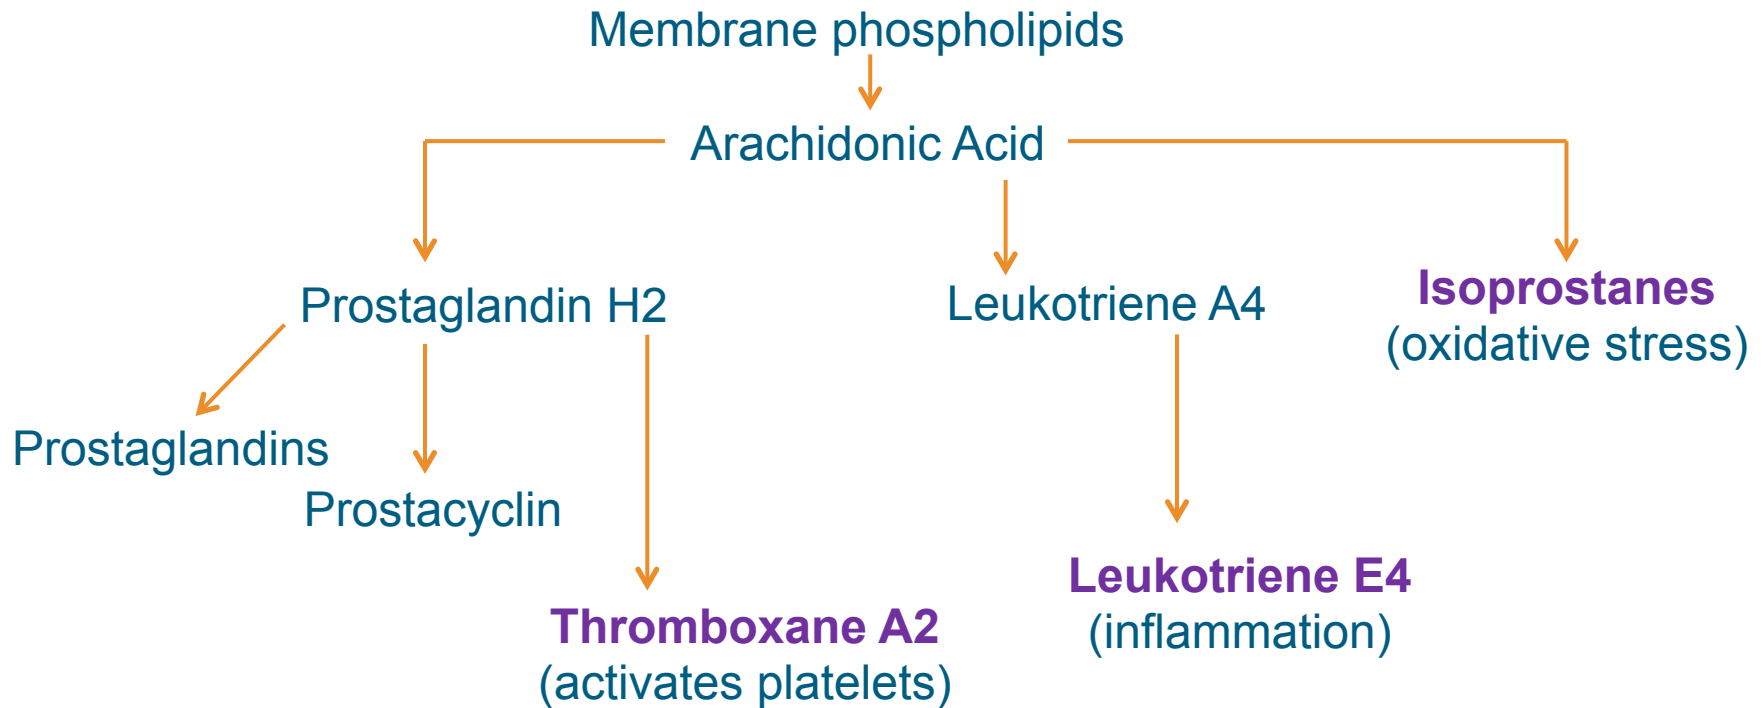 Membrane phospholipids
Arachidonic Acid
Prostaglandin H2
Leukotriene A4
Isoprostanes
(oxidative stress)
Prostaglandins
Prostacyclin
Thromboxane A2
(activates platelets)
Leukotriene E4
(inflammation)